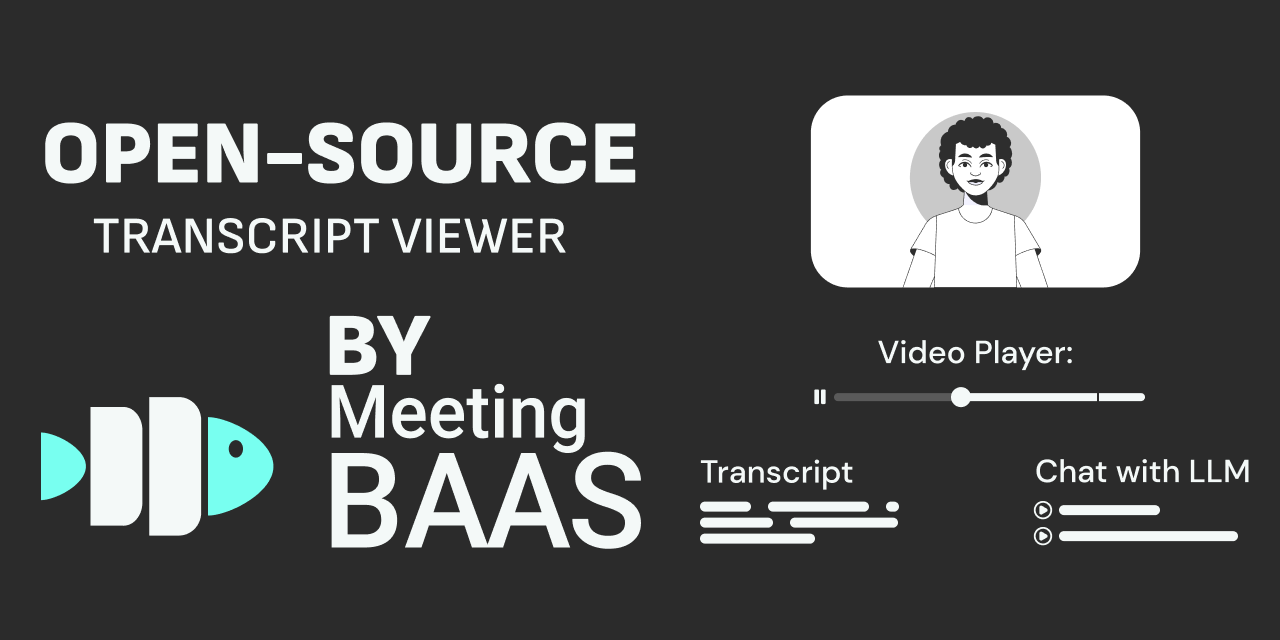 OPEN-SOURCE
TRANSCRIPT VIEWER
BY
Meeting
BAAS
Video Player:
Transcript
Chat with LLM